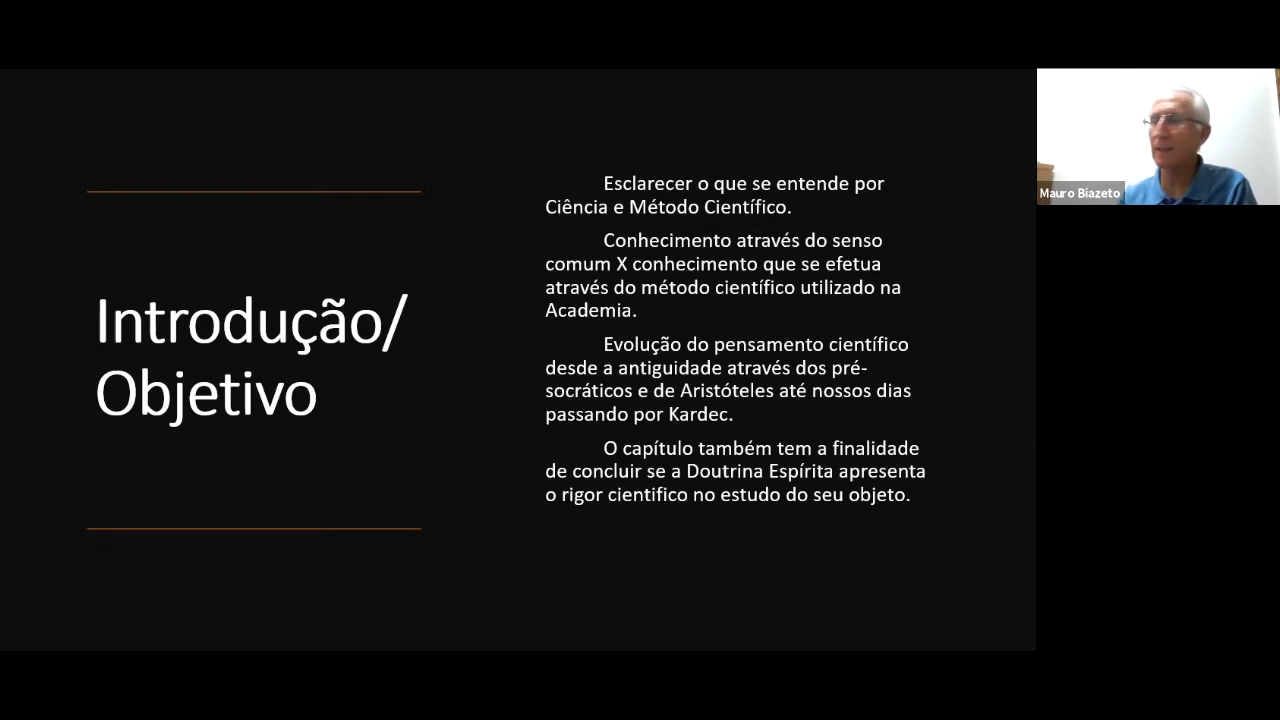 Introdução/
Objetivo
Esclarecer o que se entende por
Ciência e Método Científico.
Conhecimento através do senso
comum X conhecimento que se efetua
através do método científico utilizado na
Academia.
Evolução do pensamento científico
desde a antiguidade através dos pré-
socráticos e de Aristóteles até nossos dias
passando por Kardec.
O capítulo também tem a finalidade
de concluir se a Doutrina Espírita apresenta
o rigor cientifico no estudo do seu objeto.
Mauro Biazeto